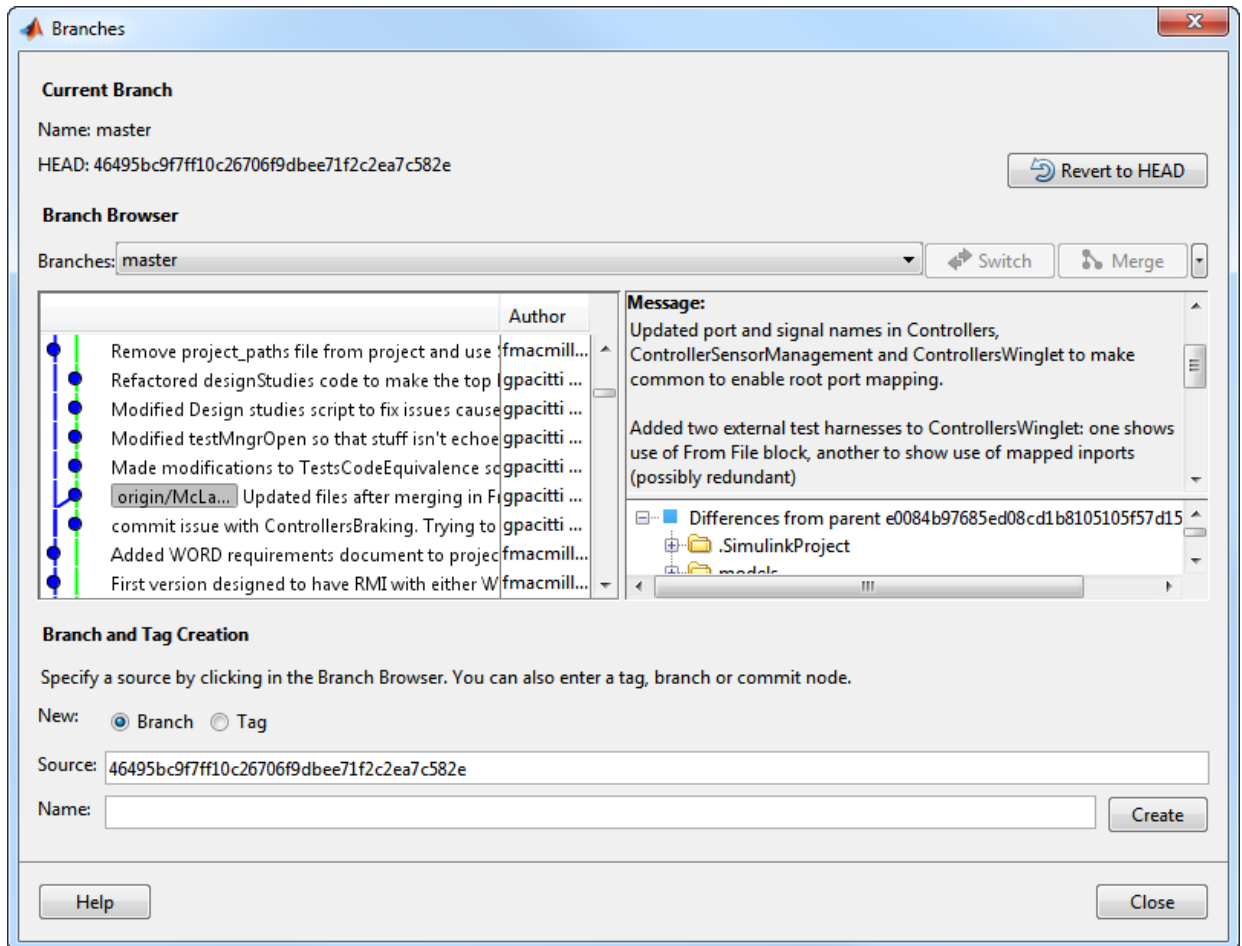 Branches
Current Branch
Name: master
HEAD: 46495bc9f7ff10c26706f9dbee71f2c2ea7c582e
Revert to HEAD
Branch Browser
Branches: master
Switch
Merge
Author
Remove project_paths file from project and use fmacmill...
Refactored designStudies code to make the top gpacitti ...
Modified Design studies script to fix issues cause gpacitti ...
Modified testMngrOpen so that stuff isn't echoe gpacitti ...
Made modifications to TestsCodeEquivalence so gpacitti ...
origin/McLa... Updated files after merging in Fr gpacitti ...
commit issue with ControllersBraking. Trying to gpacitti ...
Added WORD requirements document to projec fmacmill...
First version designed to have RMI with either W fmacmill...
Message:
Updated port and signal names in Controllers,
ControllerSensorManagement and ControllersWinglet to make
common to enable root port mapping.
Added two external test harnesses to ControllersWinglet: one shows
use of From File block, another to show use of mapped inports
(possibly redundant)
Differences from parent e0084b97685ed08cd1b8105105f57d15
.SimulinkProject
models
Branch and Tag Creation
Specify a source by clicking in the Branch Browser. You can also enter a tag, branch or commit node.
New: Branch Tag
Source: 46495bc9f7ff10c26706f9dbee71f2c2ea7c582e
Name:
Create
Help
Close